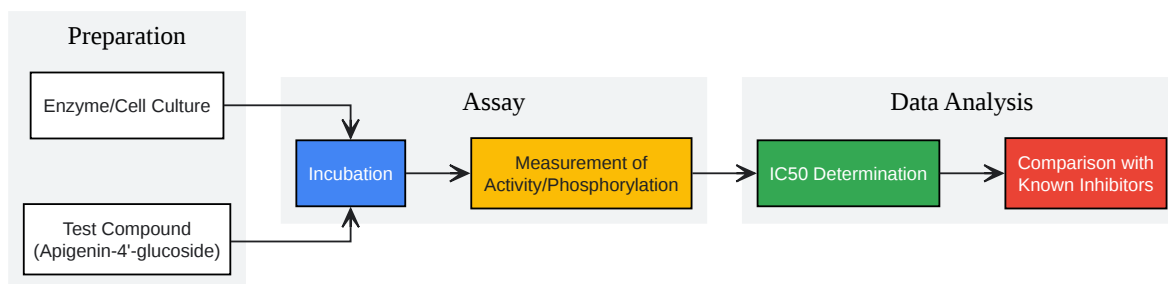 Preparation
Enzyme/Cell Culture
Test Compound
(Apigenin-4'-glucoside)
Assay
Incubation
Measurement of
Activity/Phosphorylation
Data Analysis
IC50 Determination
Comparison with
Known Inhibitors